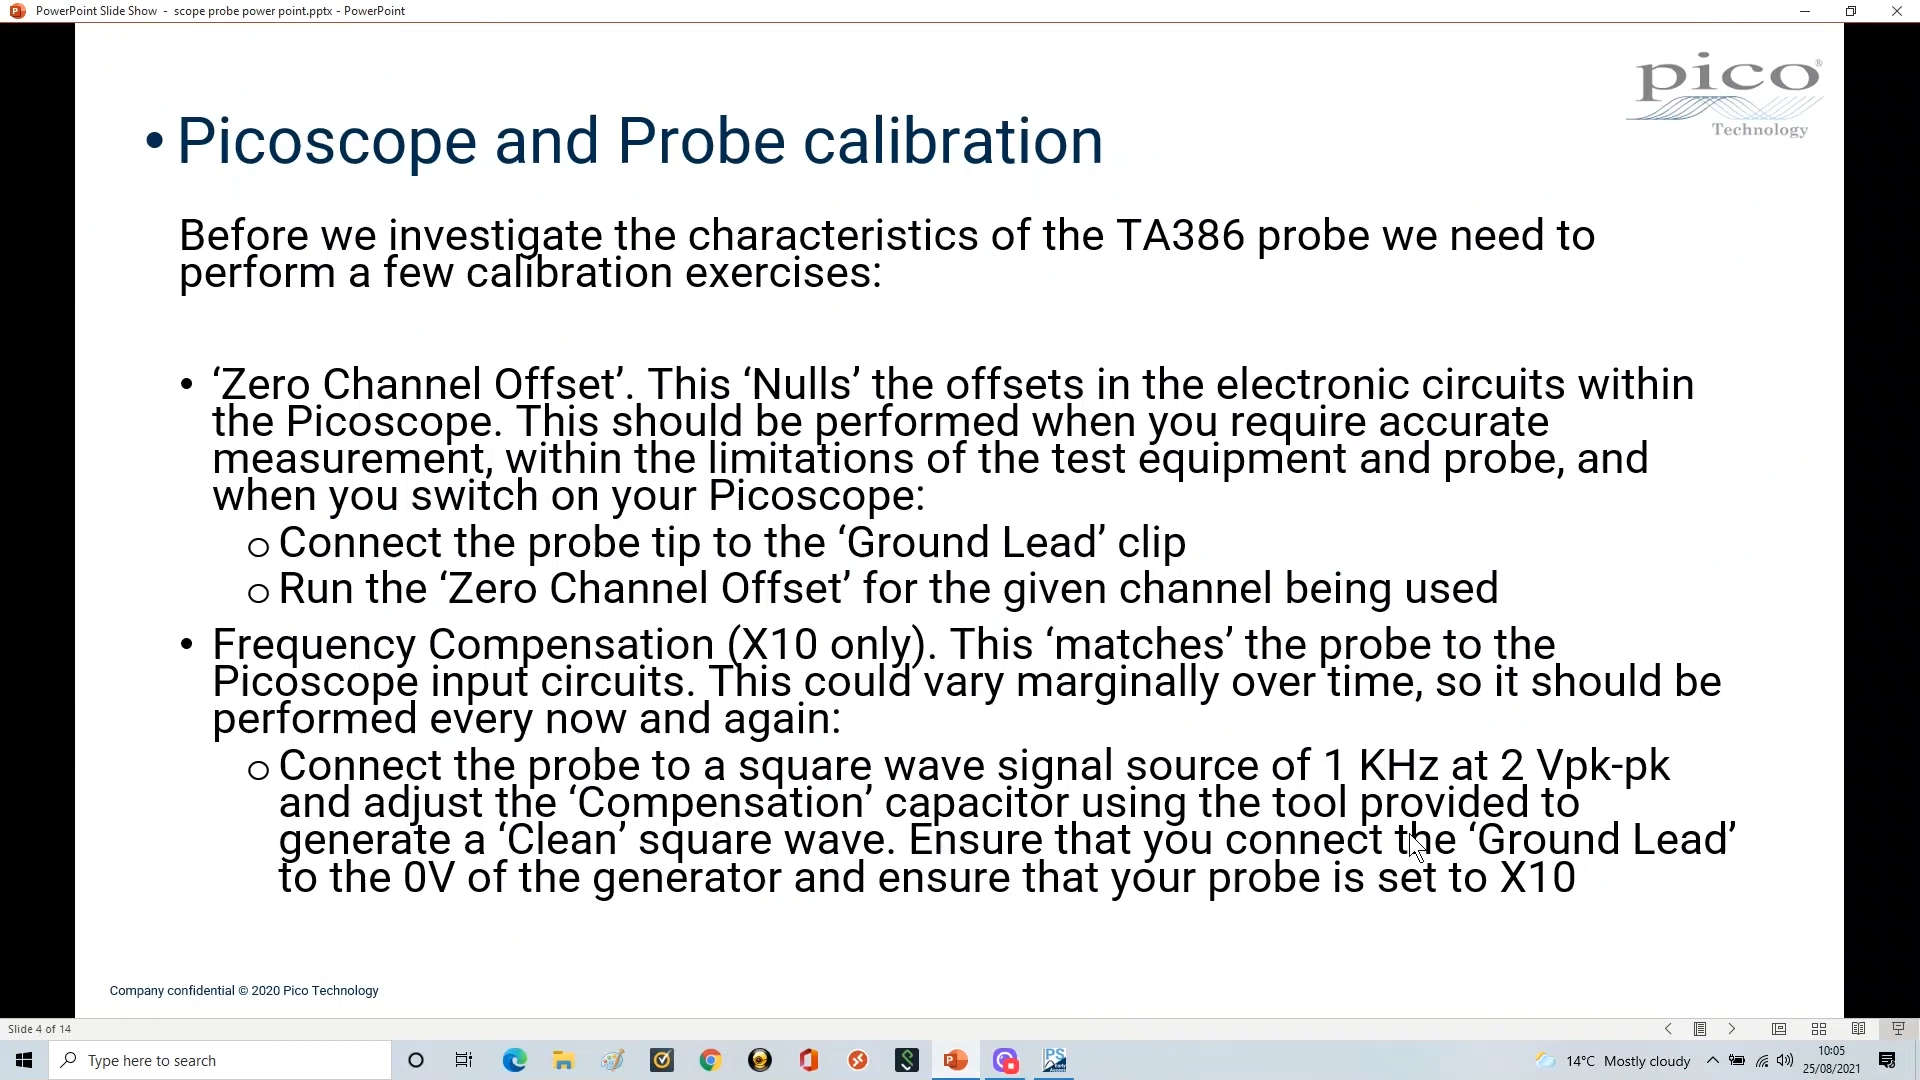 PowerPoint Slide Show - scope probe power point.pptx - PowerPoint
pico®
Technology
• Picoscope and Probe calibration
Before we investigate the characteristics of the TA386 probe we need to
perform a few calibration exercises:
• ‘Zero Channel Offset’. This ‘Nulls’ the offsets in the electronic circuits within
the Picoscope. This should be performed when you require accurate
measurement, within the limitations of the test equipment and probe, and
when you switch on your Picoscope:
o Connect the probe tip to the ‘Ground Lead’ clip
o Run the ‘Zero Channel Offset’ for the given channel being used
• Frequency Compensation (X10 only). This ‘matches’ the probe to the
Picoscope input circuits. This could vary marginally over time, so it should be
performed every now and again:
o Connect the probe to a square wave signal source of 1 KHz at 2 Vpk-pk
and adjust the ‘Compensation’ capacitor using the tool provided to
generate a ‘Clean’ square wave. Ensure that you connect the ‘Ground Lead’
to the 0V of the generator and ensure that your probe is set to X10
Company confidential © 2020 Pico Technology
Slide 4 of 14
Type here to search
PS
14°C Mostly cloudy
10:05
25/08/2021